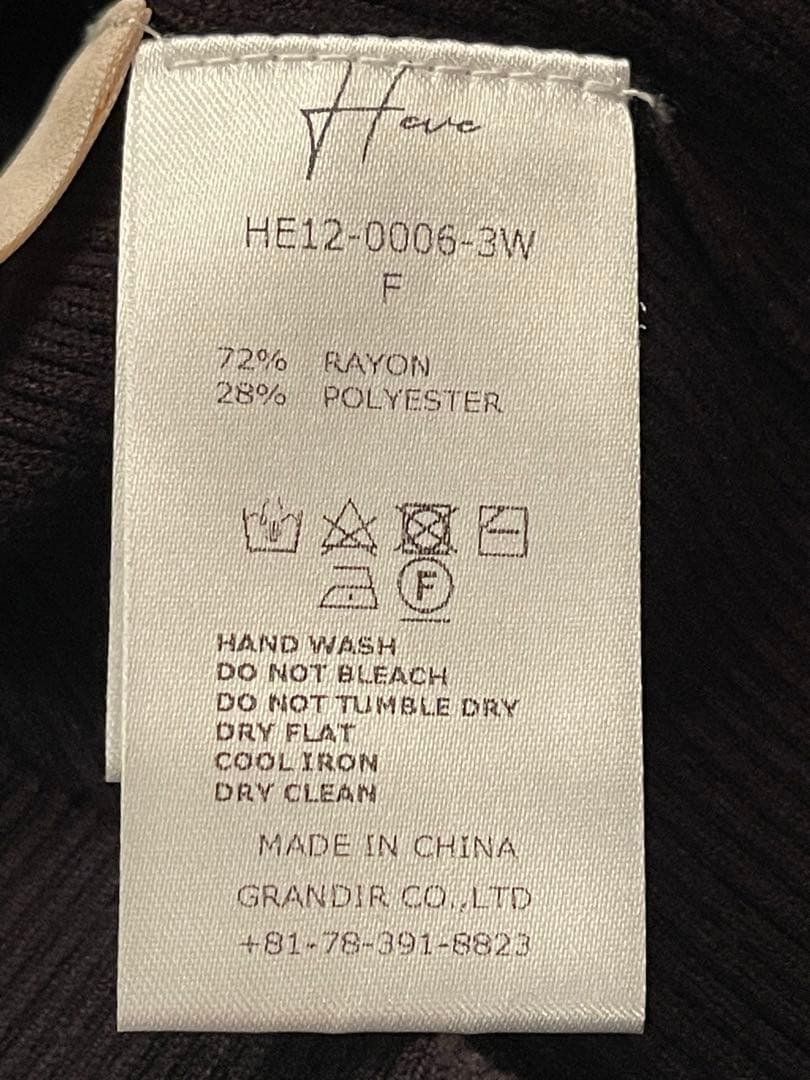 Heve
HE12-0006-3W
F
72% RAYON
28% POLYESTER
F
HAND WASH
DO NOT BLEACH
DO NOT TUMBLE DRY
DRY FLAT
COOL IRON
DRY CLEAN
MADE IN CHINA
GRANDIR CO.,LTD
+81-78-391-8823